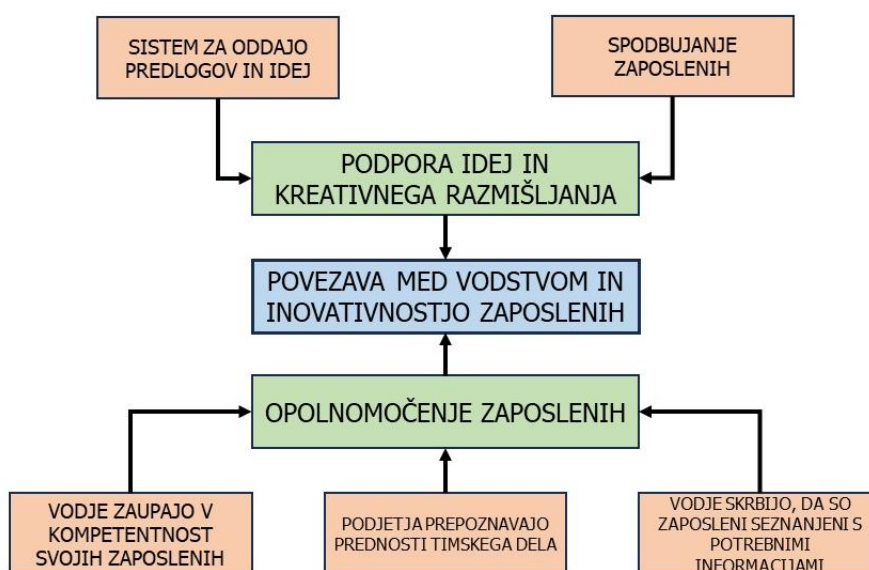 SISTEM ZA ODDAJO
PREDLOGOV IN IDEJ
SPODBUJANJE
ZAPOSLENIH
PODPORA IDEJ IN
KREATIVNEGA RAZMIŠLJANJA
POVEZAVA MED VODSTVOM IN
INOVATIVNOSTJO ZAPOSLENIH
OPOLNOMOČENJE ZAPOSLENIH
VODJE ZAUPAJO V
KOMPETENTNOST
SVOJIH ZAPOSLENIH
PODJETJA PREPOZNAVAJO
PREDNOSTI TIMSKEGA DELA
VODJE SKRBIJO, DA SO
ZAPOSLENI SEZNANJENI S
POTREBNIMI
INFORMACIJAMI